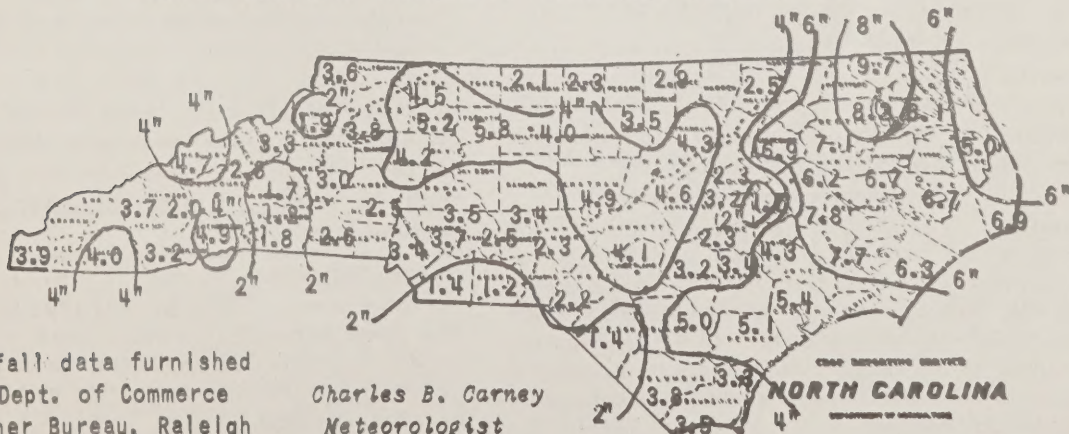 4" 6" 8" 6"
3.6 2.1 2.3 2.9 2.5 9.7
4" 2" 4.5 4"
1.9 3.8 5.2 5.8 4.0 3.5 8.2
4" 3.3 4.3 6.9 7.1 5.0
4.2
3.0 2.3 6.2 6.7 6"
1.7 4.9 4.6 3.2 6.7
3.7 2.0 4" 3.5 3.4 2" 7.8 6.9
4.9 1.8 2.6 3.7 2.5 2.3 4.1 2.3 4.3
3.9 4.0 3.2 3.4 3.2 7.7 6.3 6"
4" 4" 2" 2" 1.4 1.2 2.2 5.4
2" 1.4 5.0 5.1
fall data furnished
Dept. of Commerce
Charles B. Carney
CROP REPORTING SERVICE
NORTH CAROLINA
DEPARTMENT OF AGRICULTURE
3.8 3.3
her Bureau, Raleigh
Meteorologist
2" 3.5 4"